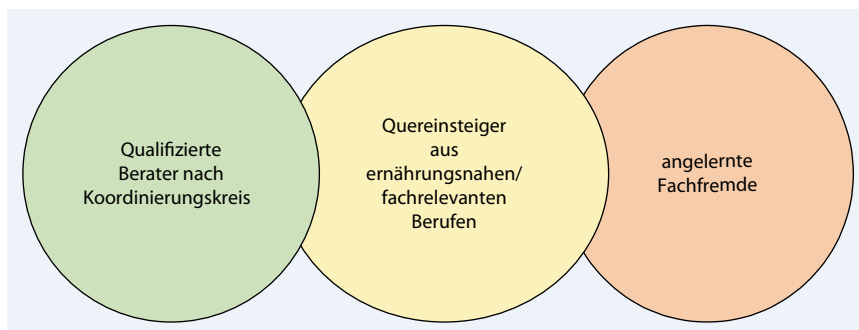 Qualifizierte
Berater nach
Koordinierungskreis
Quereinsteiger
aus
ernährungsnahen/
fachrelevanten
Berufen
angelernte
Fachfremde